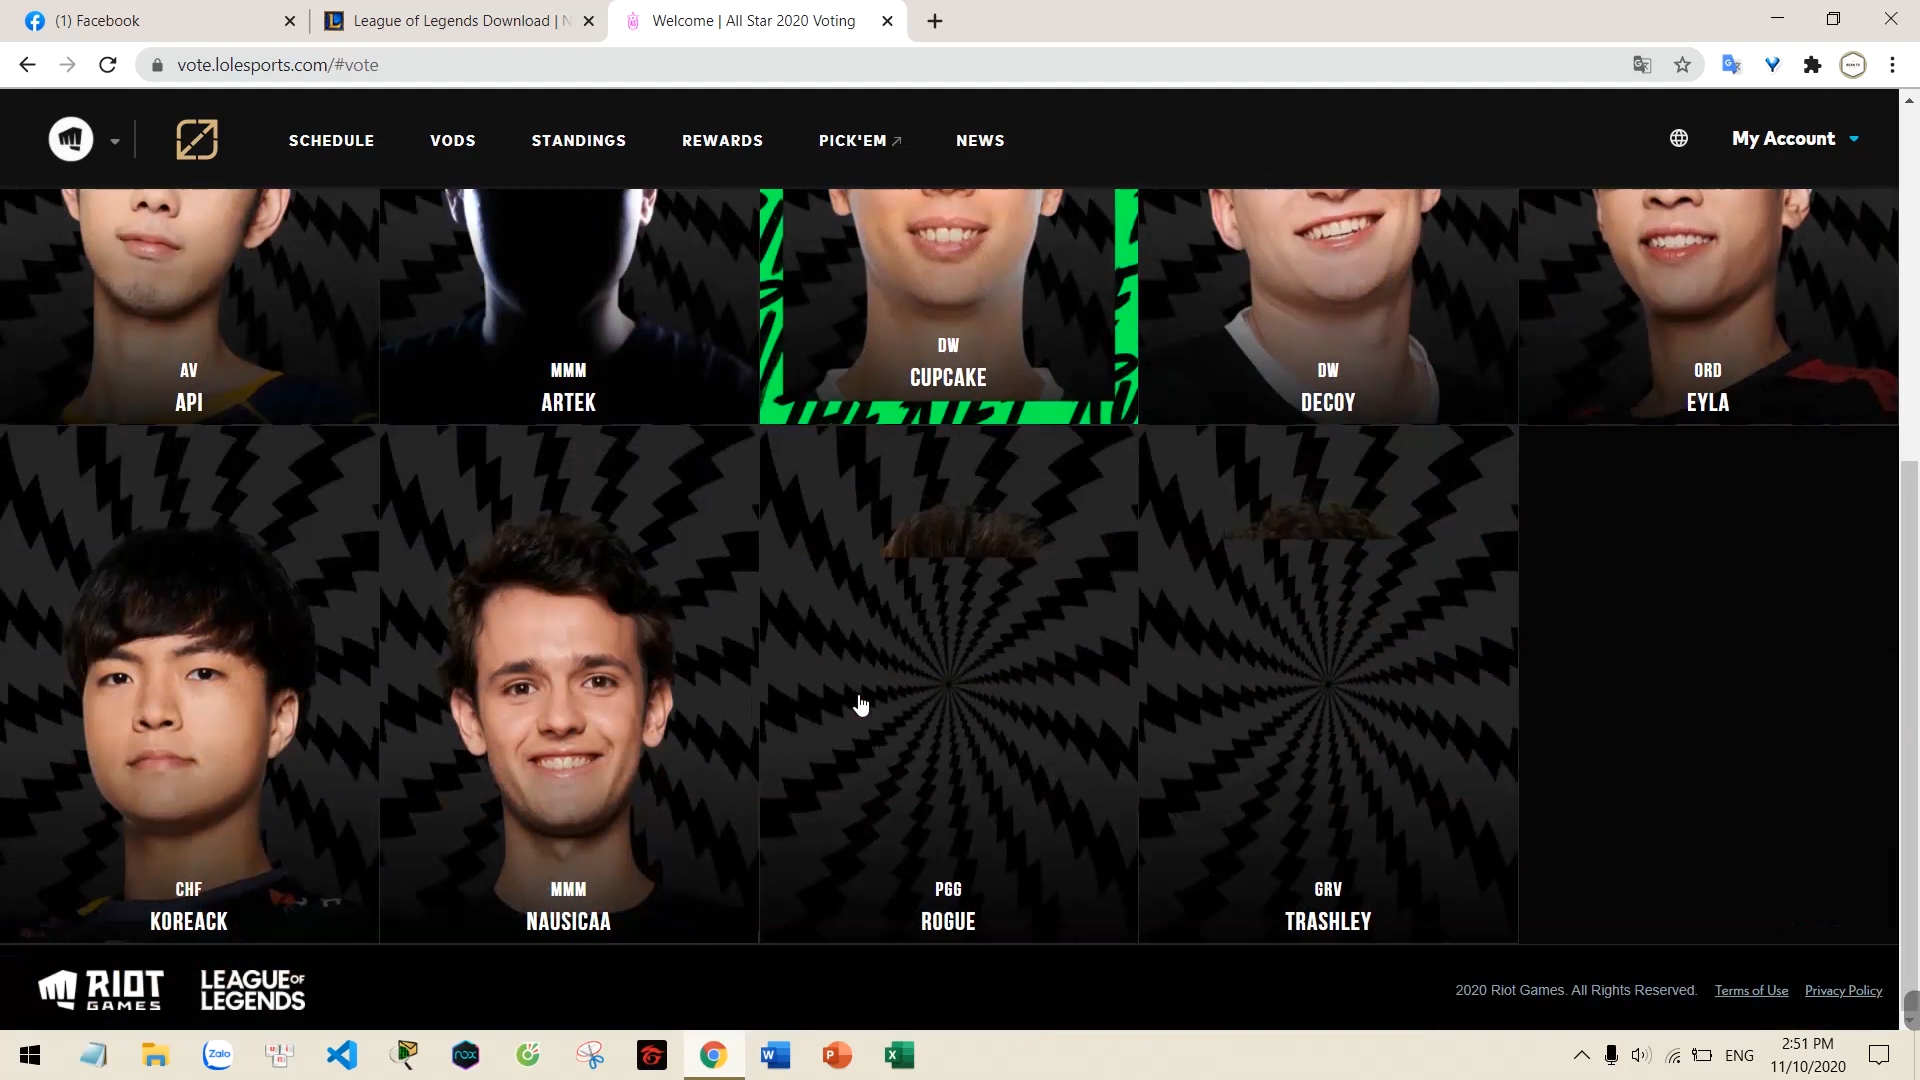 (1) Facebook
League of Legends Download | N
Welcome | All Star 2020 Voting
vote.lolesports.com/#vote
SCHEDULE
VODS
STANDINGS
REWARDS
PICK'EM
NEWS
My Account
AV
API
MMM
ARTEK
DW
CUPCAKE
DW
DECOY
ORD
EYLA
CHF
KOREACK
MMM
NAUSICAA
PGG
ROGUE
GRV
TRASHLEY
RIOT
GAMES
LEAGUE OF
LEGENDS
2020 Riot Games. All Rights Reserved.
Terms of Use
Privacy Policy
Zalo
nox
ENG
2:51 PM
11/10/2020